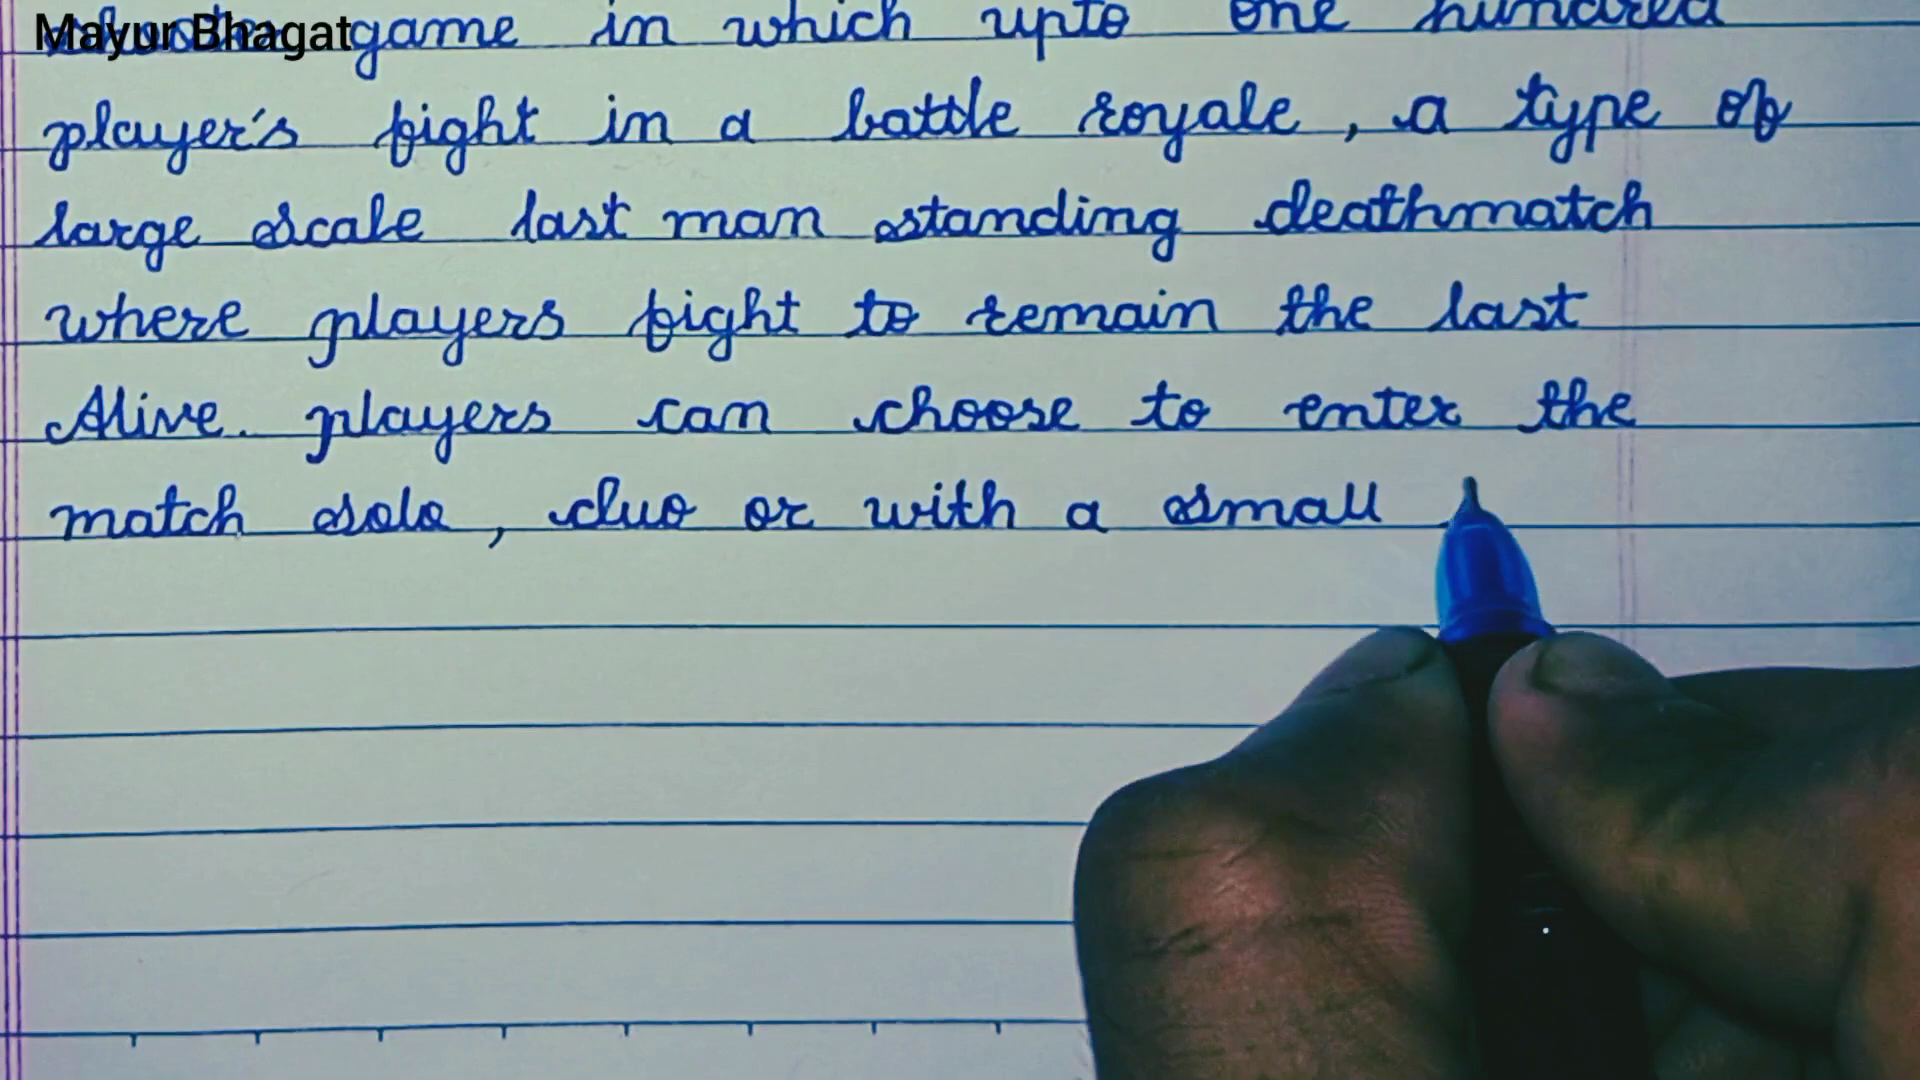 Mayur Bhagat
game in which upto one hundred
player's fight in a battle royale, a type of
large scale last man standing deathmatch
where players fight to remain the last
Alive. players can choose to enter the
match solo, duo or with a small